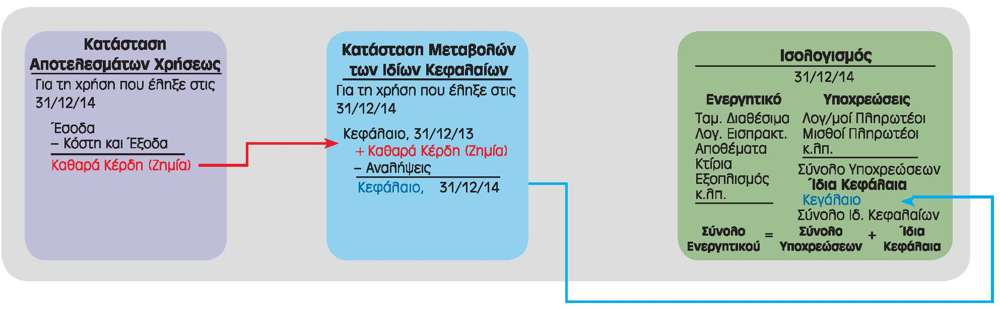 Κατάσταση
Αποτελεσμάτων Χρήσεως
Για τη χρήση που έληξε στις
31/12/14
Έσοδα
– Κόστη και Έξοδα
Καθαρά Κέρδη (Ζημία)
Κατάσταση Μεταβολών
των Ιδίων Κεφαλαίων
Για τη χρήση που έληξε στις
31/12/14
Κεφάλαιο, 31/12/13
+ Καθαρά Κέρδη (Ζημία)
– Αναλήψεις
Κεφάλαιο, 31/12/14
Ισολογισμός
31/12/14
Ενεργητικό
Ταμ. Διαθέσιμα
Λογ. Εισπρακτ.
Αποθέματα
Κτίρια
Εξοπλισμός
κ.λπ.
Υποχρεώσεις
Λογ/μοί Πληρωτέοι
Μισθοί Πληρωτέοι
κ.λπ.
Σύνολο Υποχρεώσεων
Ίδια Κεφάλαια
Κεγάλαιο
Σύνολο Ιδ. Κεφαλαίων
Σύνολο = Σύνολο + Ίδια
Ενεργητικού Υποχρεώσεων Κεφάλαια